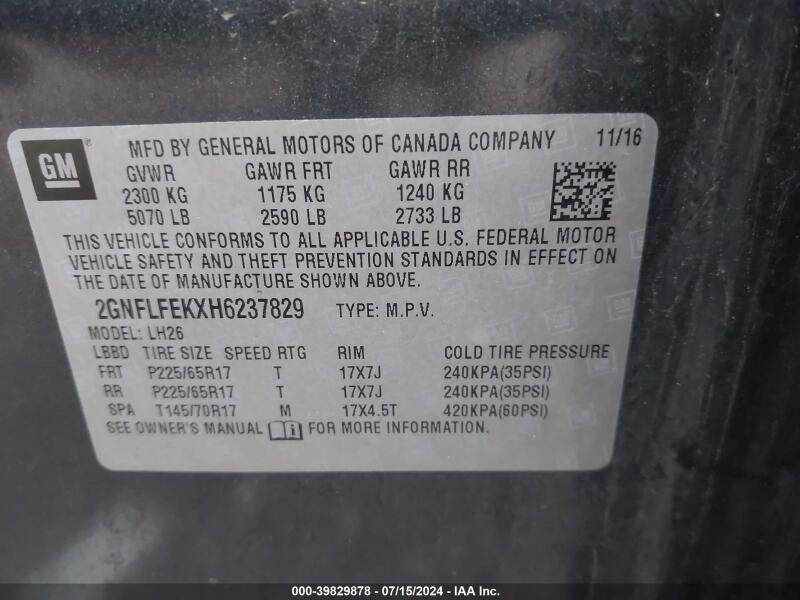 GM ® MFD BY GENERAL MOTORS OF CANADA COMPANY 11/16
GVWR GAWR FRT GAWR RR
2300 KG 1175 KG 1240 KG
5070 LB 2590 LB 2733 LB
THIS VEHICLE CONFORMS TO ALL APPLICABLE U.S. FEDERAL MOTOR
VEHICLE SAFETY AND THEFT PREVENTION STANDARDS IN EFFECT ON
THE DATE OF MANUFACTURE SHOWN ABOVE.
2GNFLFEKXH6237829 TYPE: M.P.V.
MODEL: LH26
LBBD TIRE SIZE SPEED RTG RIM COLD TIRE PRESSURE
FRT P225/65R17 T 17X7J 240KPA(35PSI)
RR P225/65R17 T 17X7J 240KPA(35PSI)
SPA T145/70R17 M 17X4.5T 420KPA(60PSI)
SEE OWNER'S MANUAL FOR MORE INFORMATION.
000-39829878 - 07/15/2024 - IAA, Inc.